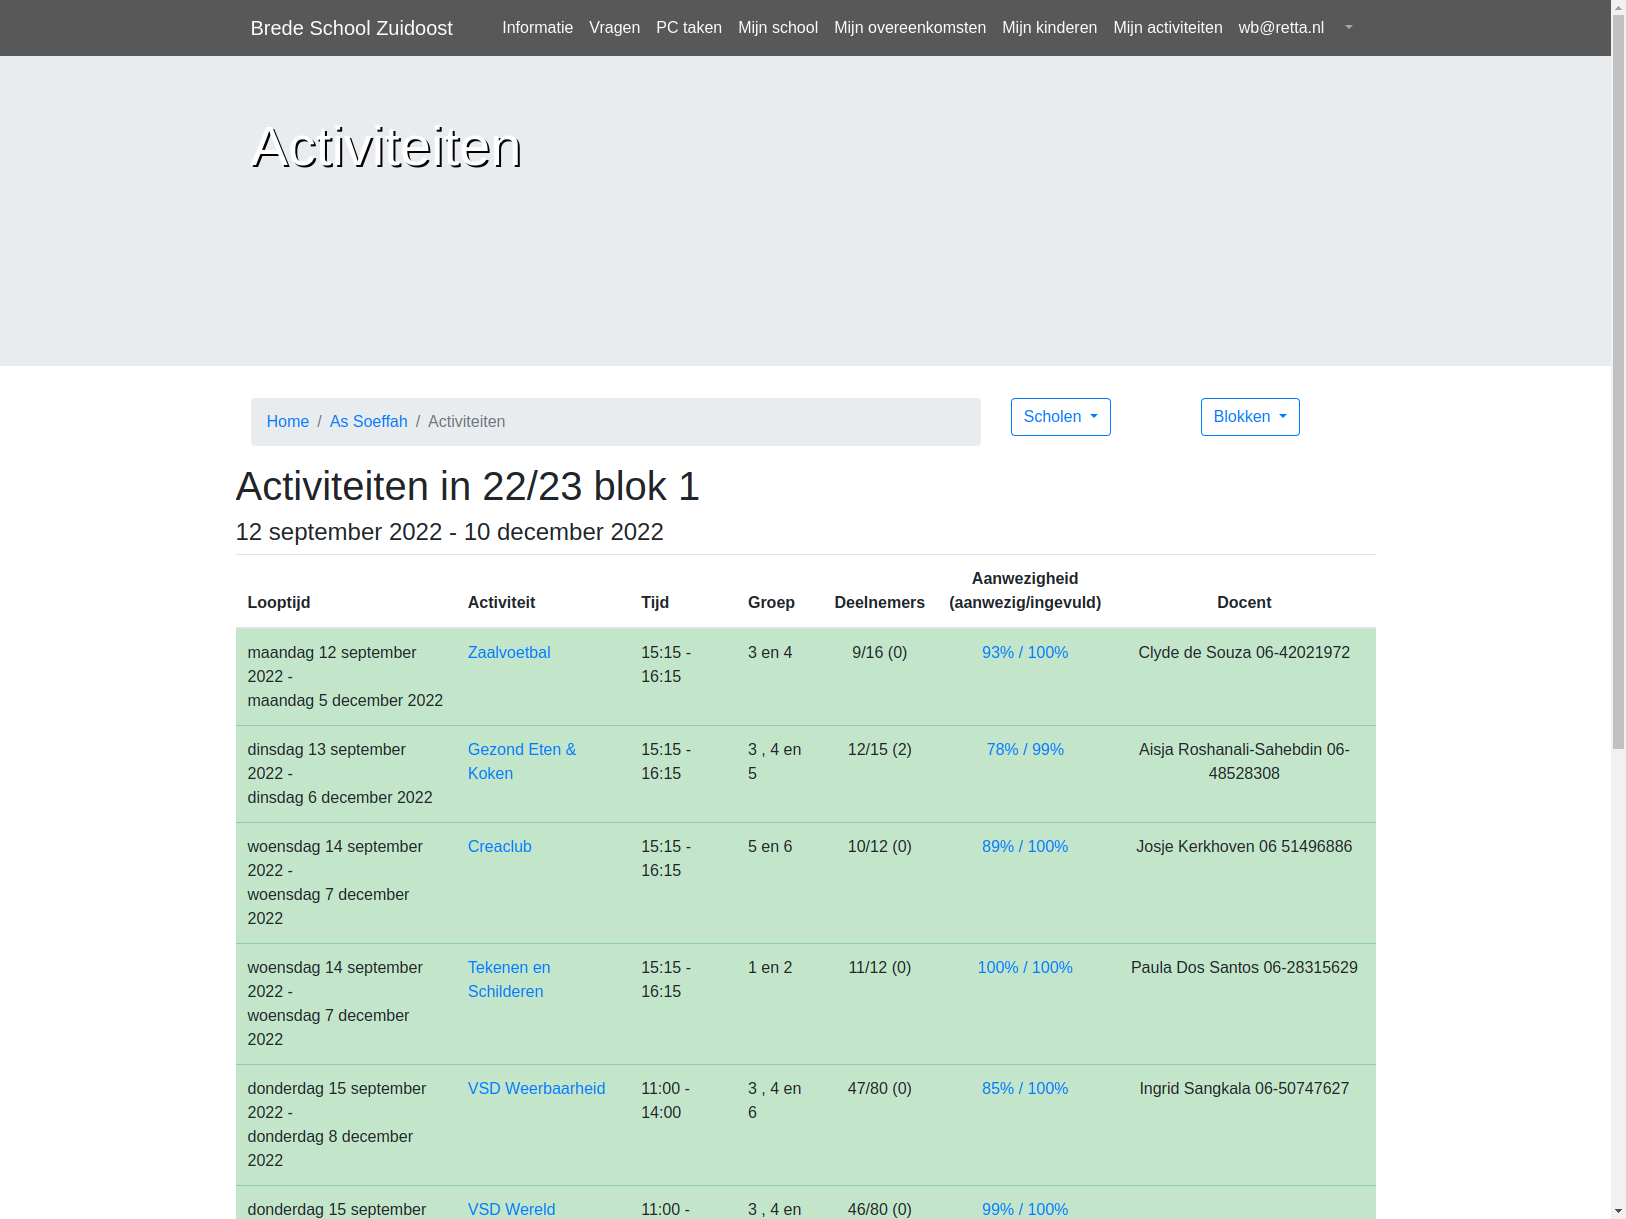 Brede School Zuidoost Informatie Vragen PC taken Mijn school Mijn overeenkomsten Mijn kinderen Mijn activiteiten wb@retta.nl
Activiteiten
Home / As Soeffah / Activiteiten Scholen Blokken
Activiteiten in 22/23 blok 1
12 september 2022 - 10 december 2022
Aanwezigheid
Looptijd Activiteit Tijd Groep Deelnemers (aanwezig/ingevuld) Docent
maandag 12 september Zaalvoetbal 15:15 - 3 en 4 9/16 (0) 93% / 100% Clyde de Souza 06-42021972
2022 - 16:15
maandag 5 december 2022
dinsdag 13 september Gezond Eten & 15:15 - 3 , 4 en 12/15 (2) 78% / 99% Aisja Roshanali-Sahebdin 06-
2022 - Koken 16:15 5 48528308
dinsdag 6 december 2022
woensdag 14 september Creaclub 15:15 - 5 en 6 10/12 (0) 89% / 100% Josje Kerkhoven 06 51496886
2022 - 16:15
woensdag 7 december
2022
woensdag 14 september Tekenen en 15:15 - 1 en 2 11/12 (0) 100% / 100% Paula Dos Santos 06-28315629
2022 - Schilderen 16:15
woensdag 7 december
2022
donderdag 15 september VSD Weerbaarheid 11:00 - 3 , 4 en 47/80 (0) 85% / 100% Ingrid Sangkala 06-50747627
2022 - 14:00 6
donderdag 8 december
2022
donderdag 15 september VSD Wereld 11:00 - 3 , 4 en 46/80 (0) 99% / 100%